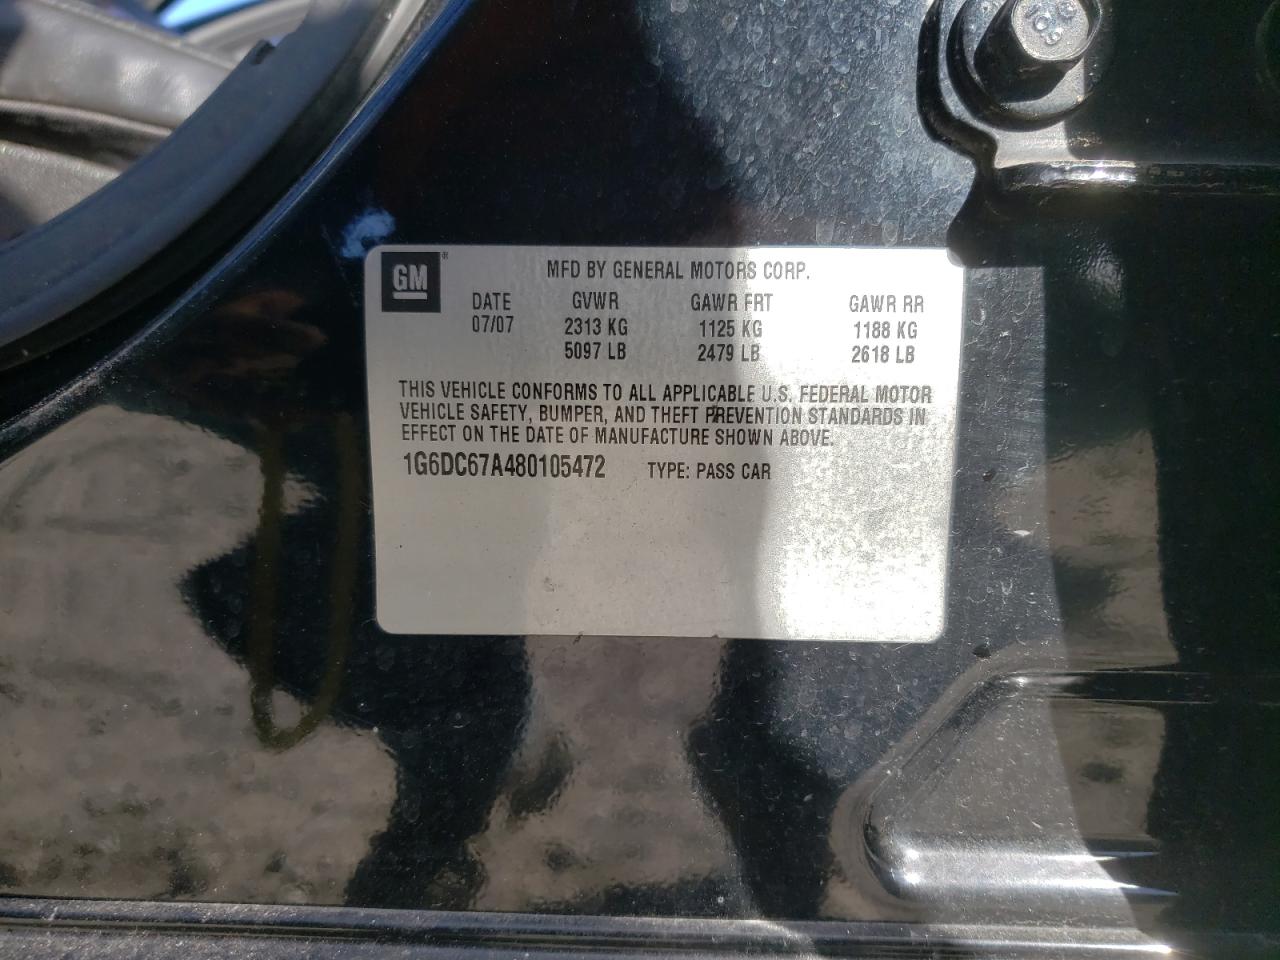 GM ®
MFD BY GENERAL MOTORS CORP.
DATE GVWR GAWR FRT GAWR RR
07/07 2313 KG 1125 KG 1188 KG
5097 LB 2479 LB 2618 LB
THIS VEHICLE CONFORMS TO ALL APPLICABLE U.S. FEDERAL MOTOR
VEHICLE SAFETY, BUMPER, AND THEFT PREVENTION STANDARDS IN
EFFECT ON THE DATE OF MANUFACTURE SHOWN ABOVE.
1G6DC67A480105472 TYPE: PASS CAR